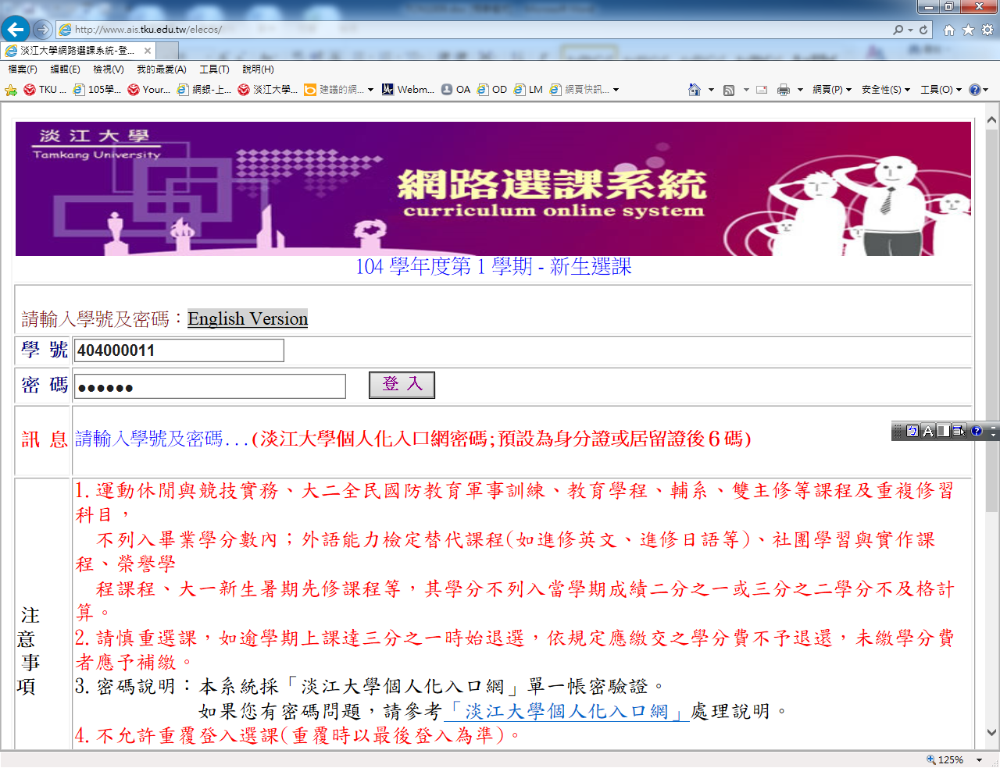 http://www.ais.tku.edu.tw/elecos/
淡江大學網路選課系統-登...
檔案(F) 編輯(E) 檢視(V) 我的最愛(A) 工具(T) 說明(H)
TKU ... 105學... Your... 網銀-上... 淡江大學... 建議的網... Webm... OA OD LM 網頁快訊... 網頁(P) 安全性(S) 工具(O)
淡江大學
Tamkang University
網路選課系統
curriculum online system
104 學年度第 1 學期 - 新生選課
請輸入學號及密碼：English Version
學 號 404000011
密 碼 ●●●●●● 登 入
訊 息 請輸入學號及密碼...(淡江大學個人化入口網密碼;預設為身分證或居留證後６碼)
注意事項
1.運動休閒與競技實務、大二全民國防教育軍事訓練、教育學程、輔系、雙主修等課程及重複修習
科目，
不列入畢業學分數內；外語能力檢定替代課程(如進修英文、進修日語等)、社團學習與實作課
程、榮譽學
程課程、大一新生暑期先修課程等，其學分不列入當學期成績二分之一或三分之二學分不及格計
算。
2.請慎重選課，如逾學期上課達三分之一時始退選，依規定應繳交之學分費不予退還，未繳學分費
者應予補繳。
3.密碼說明：本系統採「淡江大學個人化入口網」單一帳密驗證。
如果您有密碼問題，請參考「淡江大學個人化入口網」處理說明。
4.不允許重覆登入選課(重覆時以最後登入為準)。
125%